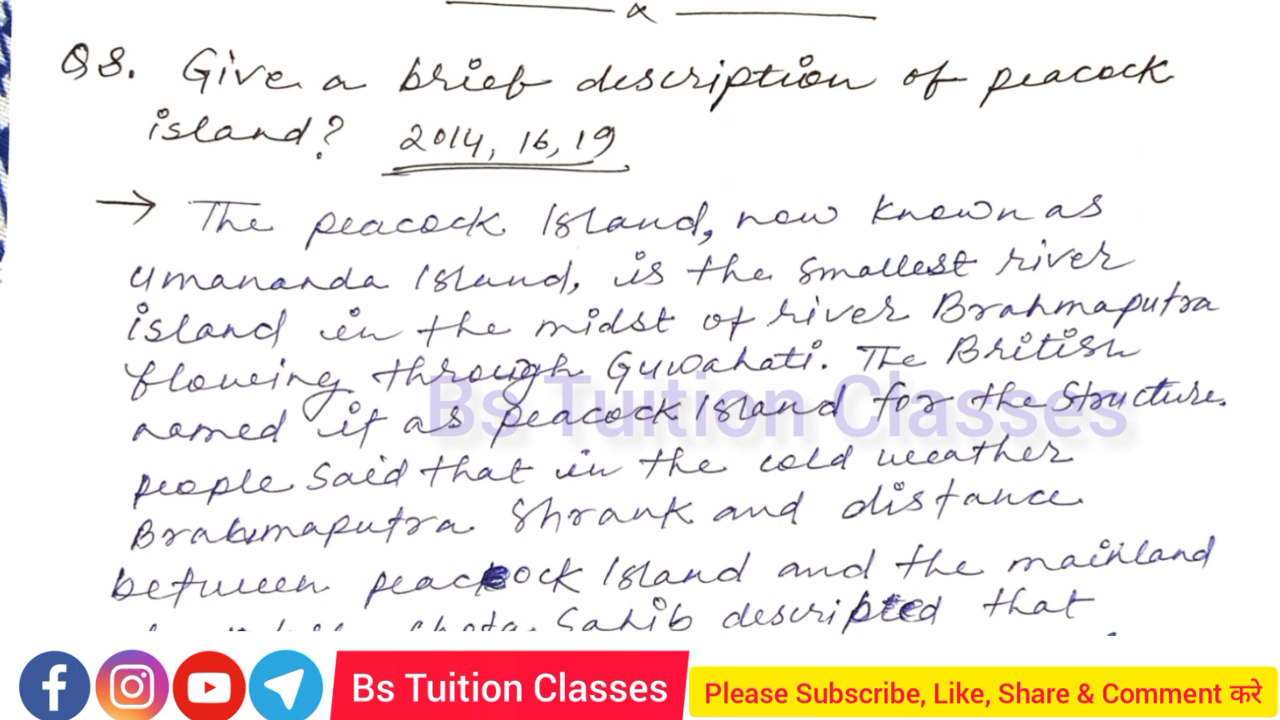 Q8. Give a brief description of peacock
island? 2014, 16, 19
→ The peacock Island, now known as
Umananda Island, is the smallest river
island in the midst of river Brahmaputra
flowing through Guwahati. The British
named it as peacock Island for the structure.
people said that in the cold weather
Brahmaputra shrank and distance
between peacock Island and the mainland
chota Sahib descripted that
Bs Tuition Classes
Bs Tuition Classes
Please Subscribe, Like, Share & Comment करे